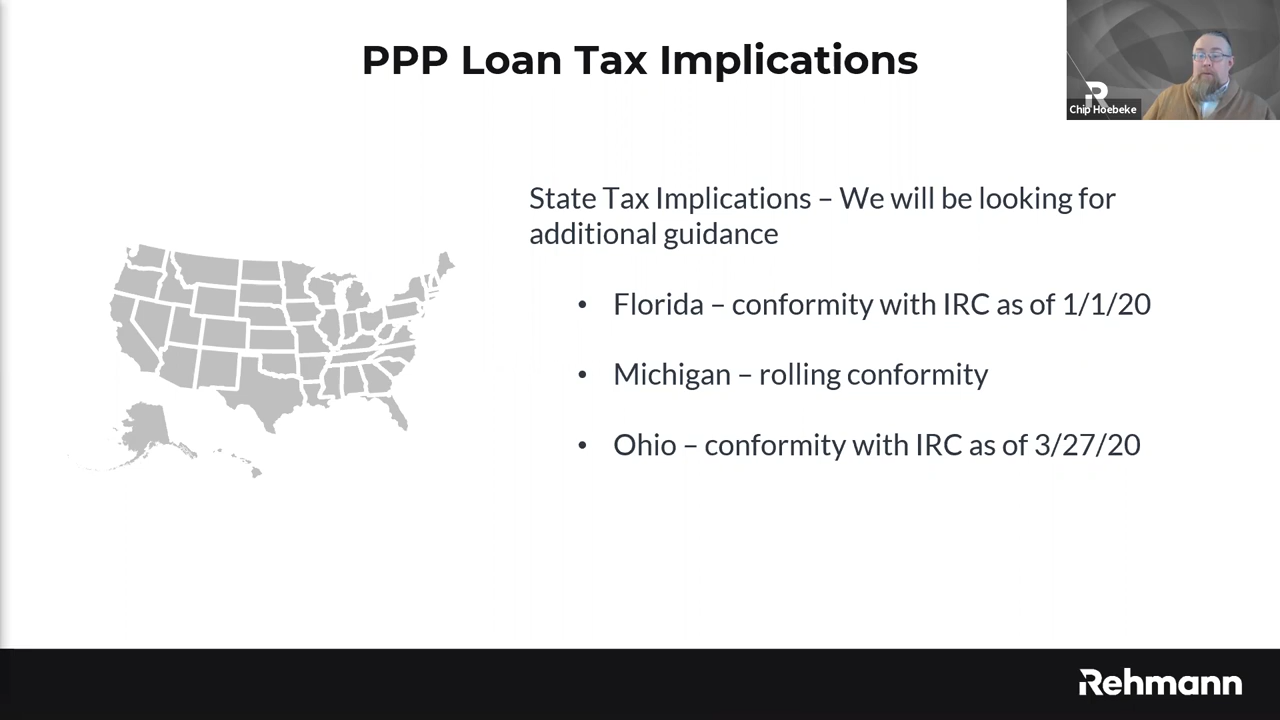 PPP Loan Tax Implications
Chip Hoebeke
State Tax Implications – We will be looking for
additional guidance
• Florida – conformity with IRC as of 1/1/20
• Michigan – rolling conformity
• Ohio – conformity with IRC as of 3/27/20
Rehmann